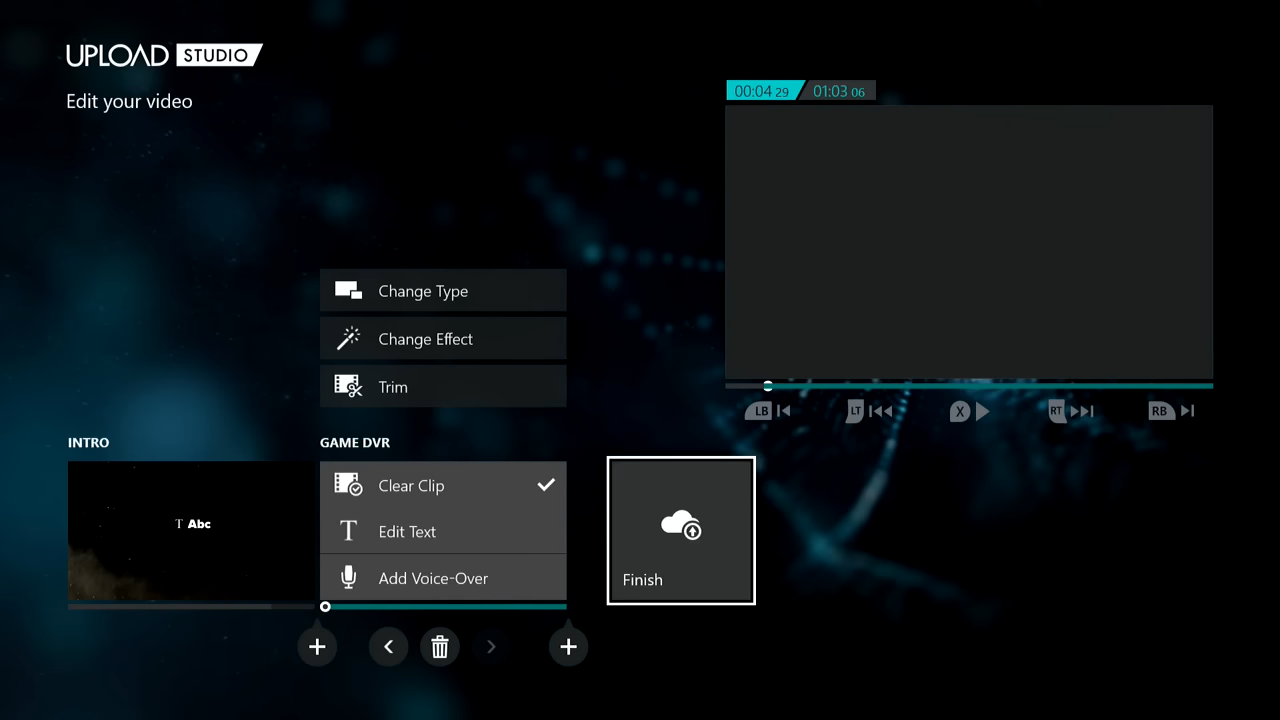 UPLOAD STUDIO
Edit your video
00:04 29 01:03 06
Change Type
Change Effect
Trim
LB LT X RT RB
INTRO
GAME DVR
T Abc
Clear Clip
T Edit Text
Add Voice-Over
Finish